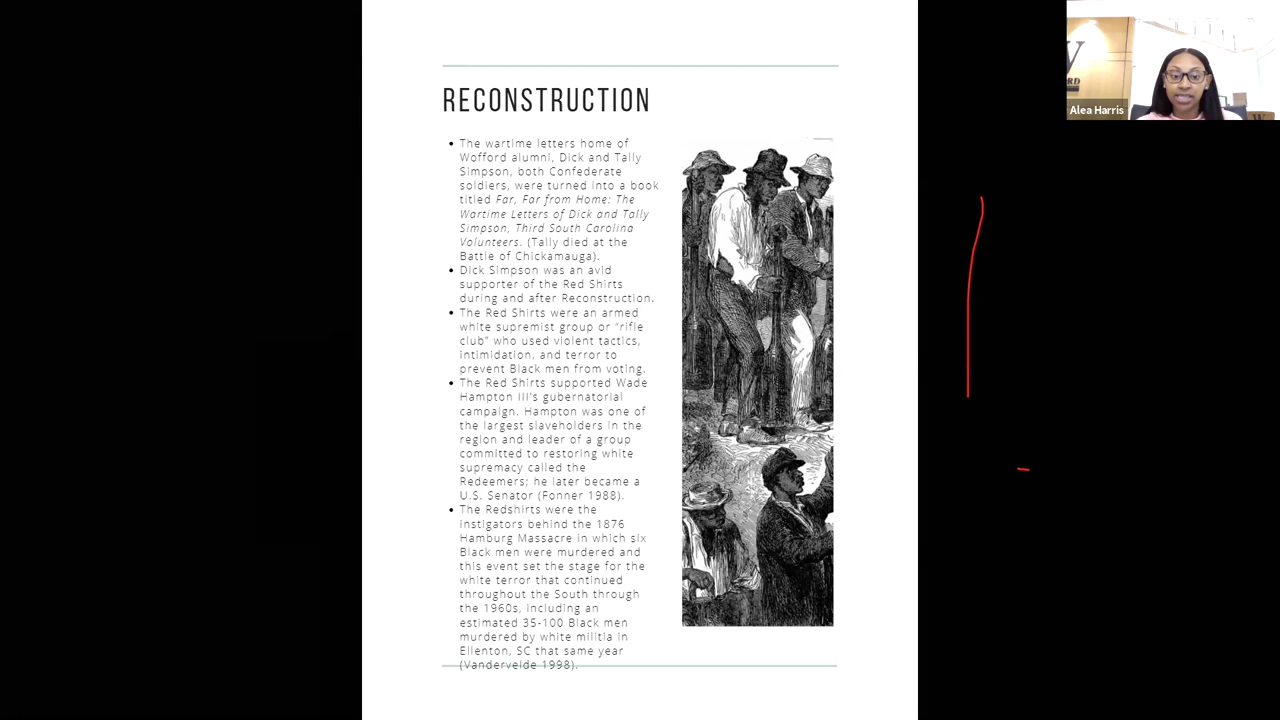 RECONSTRUCTION
• The wartime letters home of
Wofford alumni, Dick and Tally
Simpson, both Confederate
soldiers, were turned into a book
titled Far, Far from Home: The
Wartime Letters of Dick and Tally
Simpson, Third South Carolina
Volunteers. (Tally died at the
Battle of Chickamauga).
• Dick Simpson was an avid
supporter of the Red Shirts
during and after Reconstruction.
• The Red Shirts were an armed
white supremist group or “rifle
club” who used violent tactics,
intimidation, and terror to
prevent Black men from voting.
• The Red Shirts supported Wade
Hampton III’s gubernatorial
campaign. Hampton was one of
the largest slaveholders in the
region and leader of a group
committed to restoring white
supremacy called the
Redeemers; he later became a
U.S. Senator (Fonner 1988).
• The Redshirts were the
instigators behind the 1876
Hamburg Massacre in which six
Black men were murdered and
this event set the stage for the
white terror that continued
throughout the South through
the 1960s, including an
estimated 35-100 Black men
murdered by white militia in
Ellenton, SC that same year
(Vandervelde 1998).
W
RD
Alea Harris
W